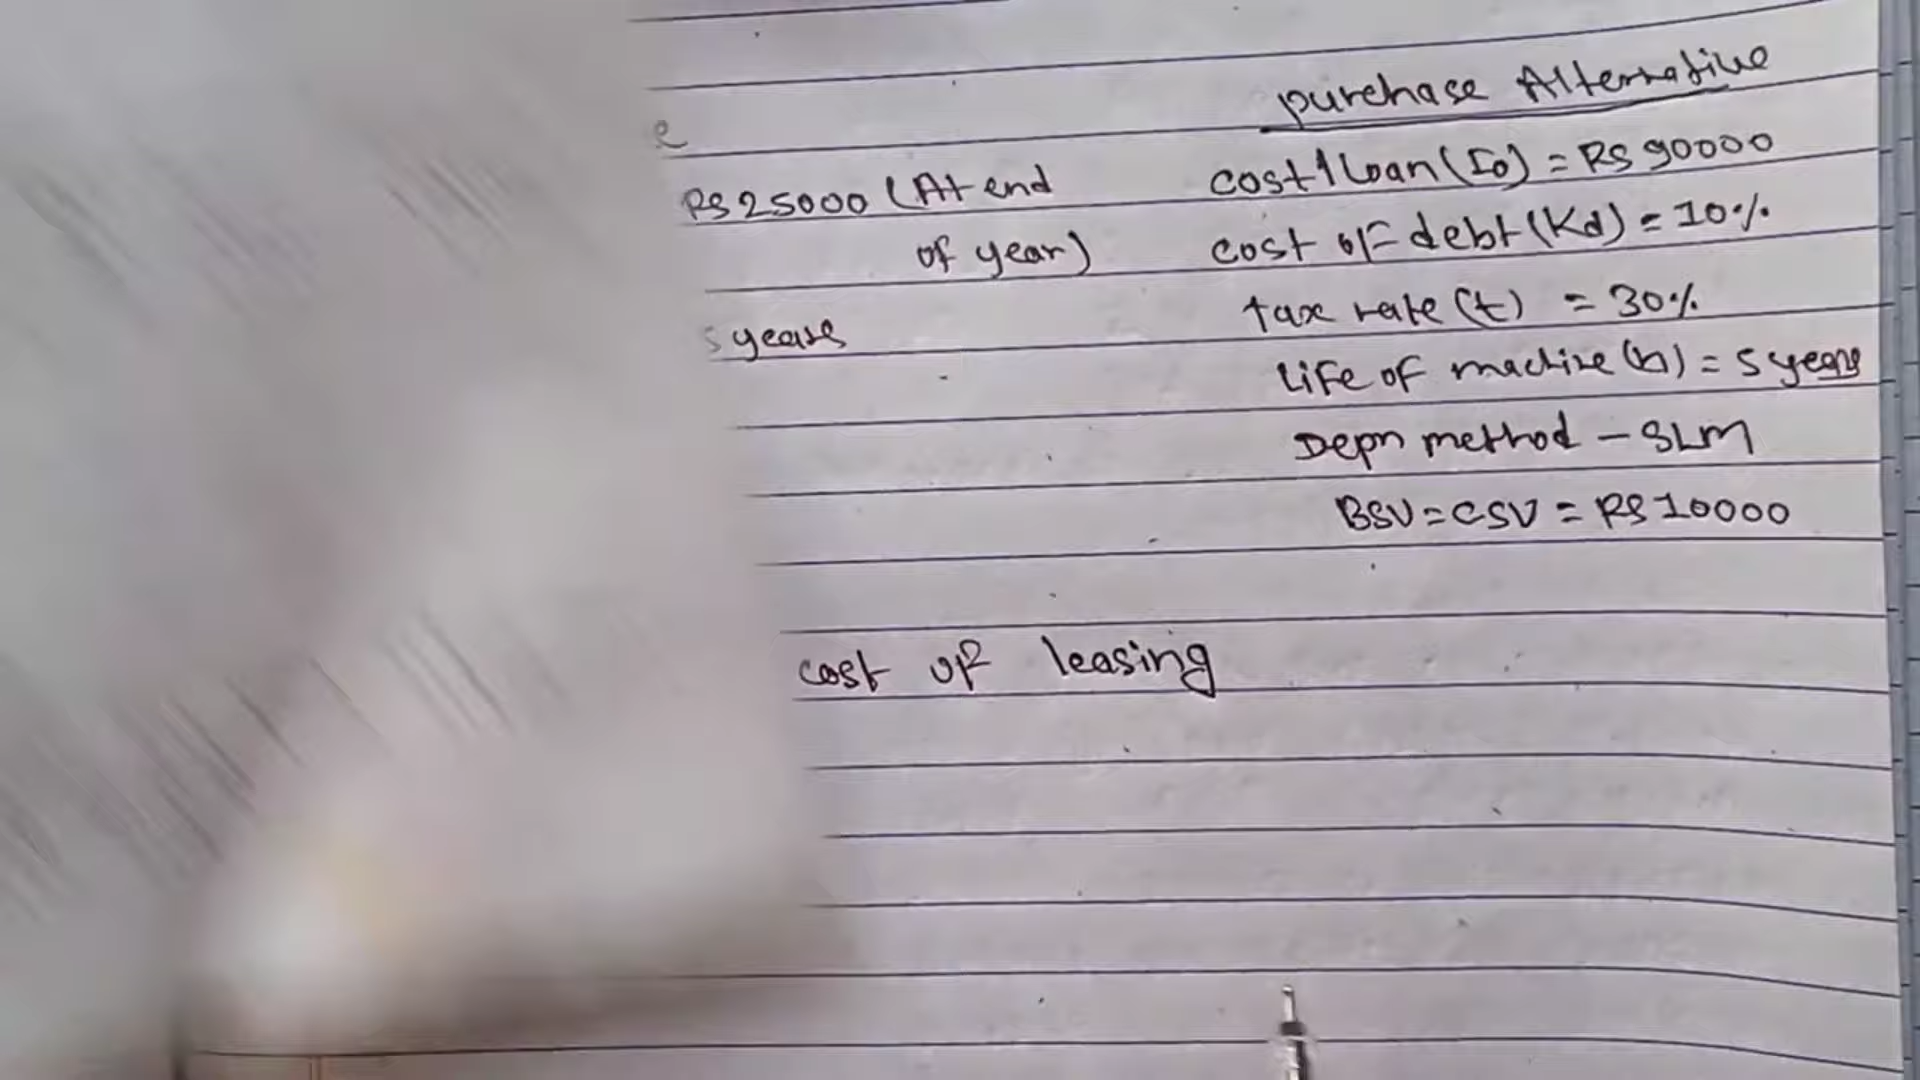 purchase Alternative
e
RS 25000 (At end
of year)
5 years
cost/Loan (I0) = RS 90000
cost of debt (Kd) = 10%
tax rate (t) = 30%
Life of machine (n) = 5 years
Depn method - SLM
BSV = CSV = RS 10000
cost of leasing